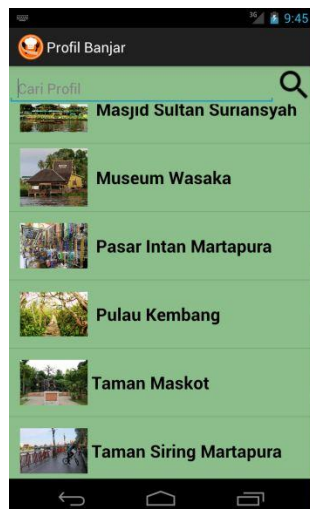 3G 9:45
Profil Banjar
Cari Profil
Masjid Sultan Suriansyah
Museum Wasaka
Pasar Intan Martapura
Pulau Kembang
Taman Maskot
Taman Siring Martapura